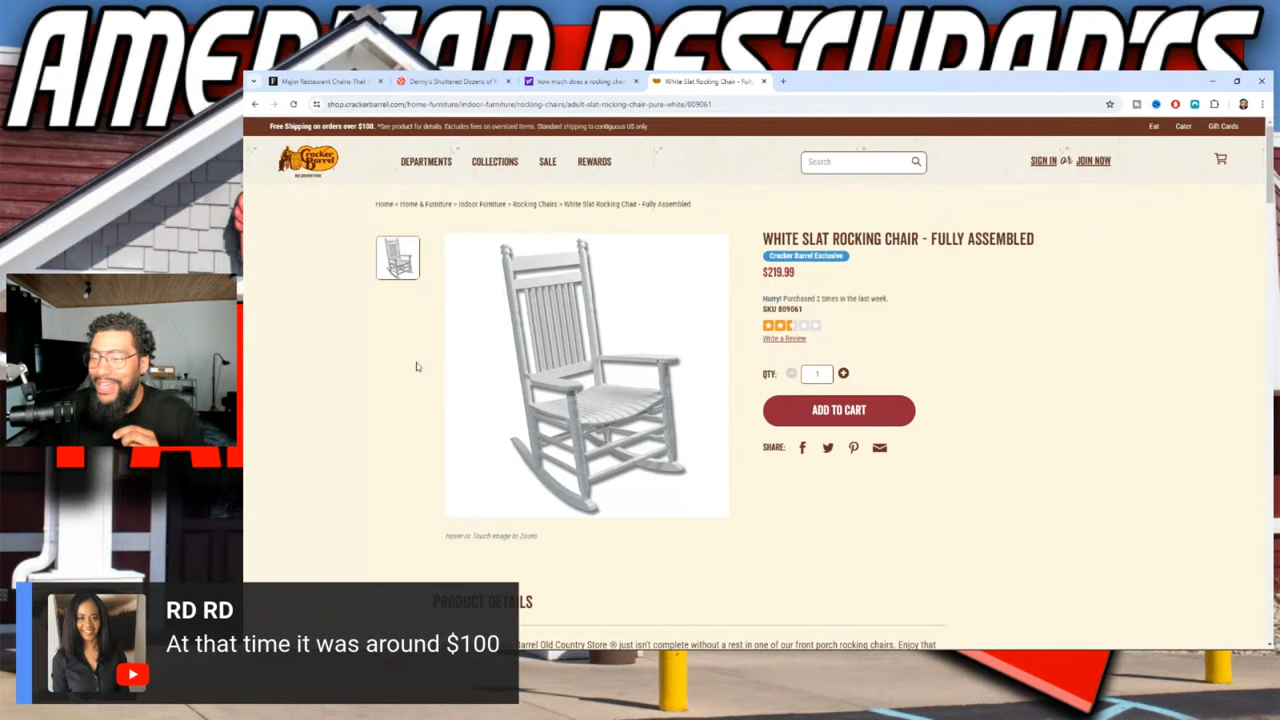 AMERICAN RESTURANTS
Major Restaurant Chains That
Denny's Shuttered Dozens of R
how much does a rocking cha
White Slat Rocking Chair - Fully
shop.crackerbarrel.com/home-furniture/indoor-furniture/rocking-chairs/adult-slat-rocking-chair-pure-white/009061
Free Shipping on orders over $100. *See product for details. Excludes fees on oversized items. Standard shipping to contiguous US only.
Eat Cater Gift Cards
Cracker Barrel
OLD COUNTRY STORE
DEPARTMENTS COLLECTIONS SALE REWARDS
Search
SIGN IN or JOIN NOW
Home > Home & Furniture > Indoor Furniture > Rocking Chairs > White Slat Rocking Chair - Fully Assembled
WHITE SLAT ROCKING CHAIR - FULLY ASSEMBLED
Cracker Barrel Exclusive
$219.99
Hurry! Purchased 2 times in the last week.
SKU 809061
Write a Review
QTY: 1
ADD TO CART
SHARE:
Hover or Touch Image to Zoom
PRODUCT DETAILS
Barrel Old Country Store ® just isn't complete without a rest in one of our front porch rocking chairs. Enjoy that
RD RD
At that time it was around $100